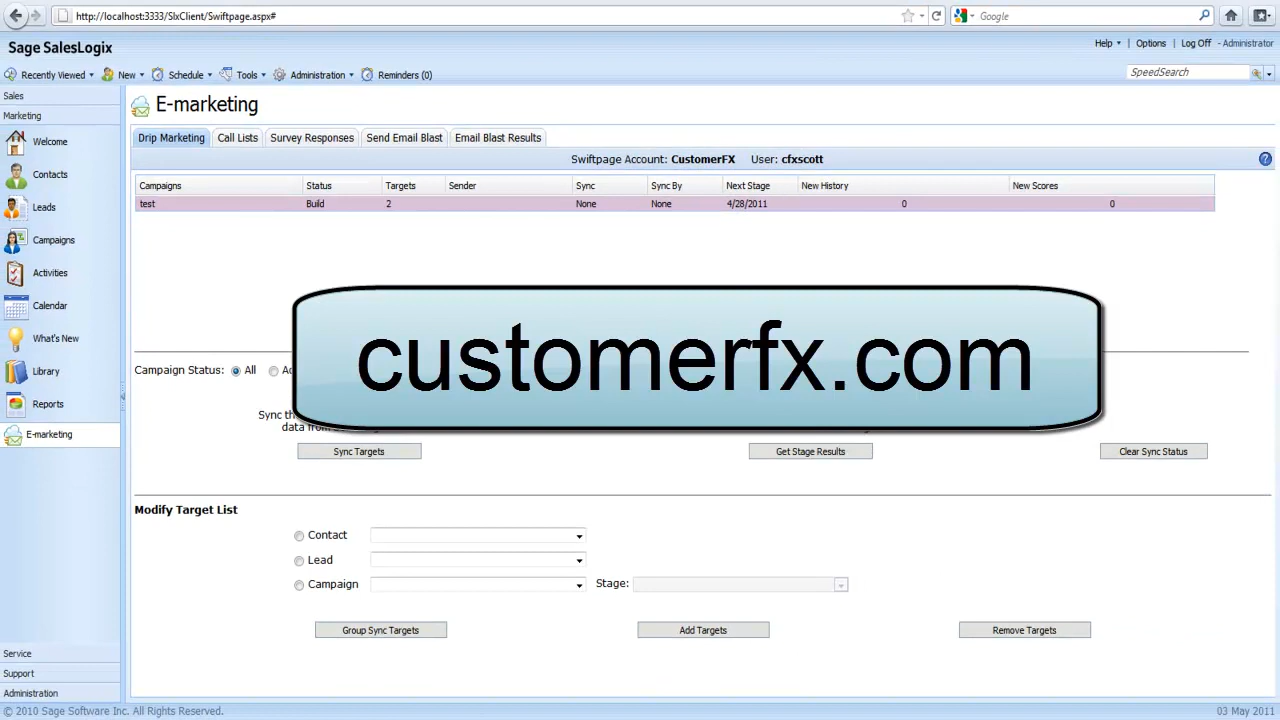 http://localhost:3333/SlxClient/Swiftpage.aspx#
Google
Sage SalesLogix
Help
Options
Log Off - Administrator
Recently Viewed
New
Schedule
Tools
Administration
Reminders (0)
SpeedSearch
Sales
Marketing
Welcome
Contacts
Leads
Campaigns
Activities
Calendar
What's New
Library
Reports
E-marketing
Service
Support
Administration
E-marketing
Drip Marketing Call Lists Survey Responses Send Email Blast Email Blast Results
Swiftpage Account: CustomerFX User: cfxscott
Campaigns Status Targets Sender Sync Sync By Next Stage New History New Scores
test Build 2 None None 4/28/2011 0 0
customerfx.com
Campaign Status: All
Sync
data
Sync Targets Get Stage Results Clear Sync Status
Modify Target List
Contact
Lead
Campaign Stage:
Group Sync Targets Add Targets Remove Targets
© 2010 Sage Software Inc. All Rights Reserved.
03 May 2011